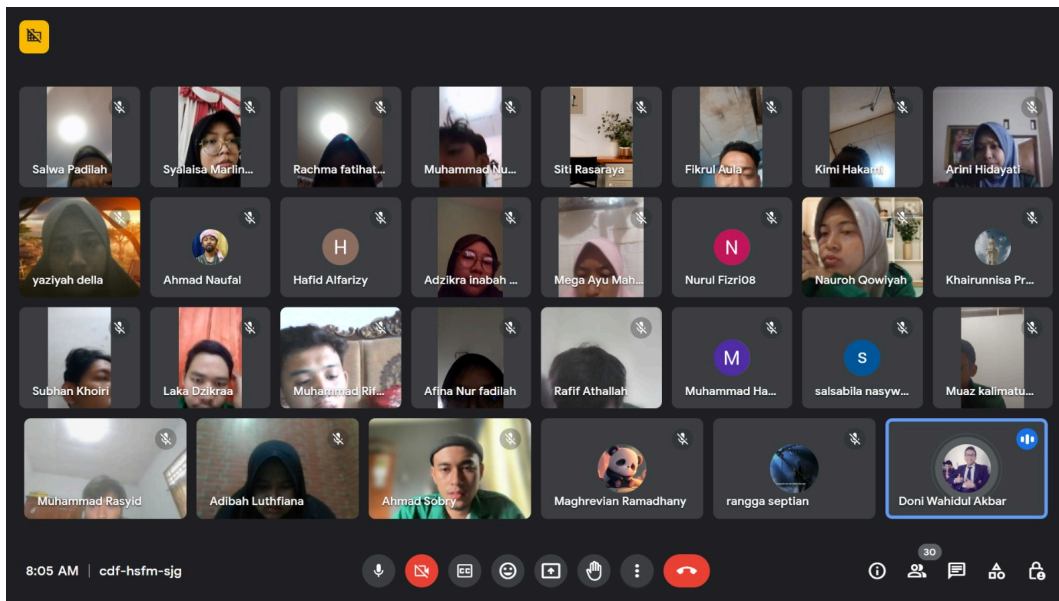 Salwa Padilah
Syalaisa Marlin...
Rachma fatihat...
Muhammad Nu...
Siti Rasaraya
Fikrul Aula
Kimi Hakami
Arini Hidayati
yaziyah della
Ahmad Naufal
H
Hafid Alfarizy
Adzikra inabah ...
Mega Ayu Mah...
N
Nurul Fizri08
Nauroh Qowiyah
Khairunnisa Pr...
Subhan Khoiri
Laka Dzikraa
Muhammad Rif...
Afina Nur fadilah
Rafif Athallah
M
Muhammad Ha...
s
salsabila nasyw...
Muaz kalimatu...
Muhammad Rasyid
Adibah Luthfiana
Ahmad Sobry
Maghrevian Ramadhany
rangga septian
Doni Wahidul Akbar
8:05 AM | cdf-hsfm-sjg
CC
30